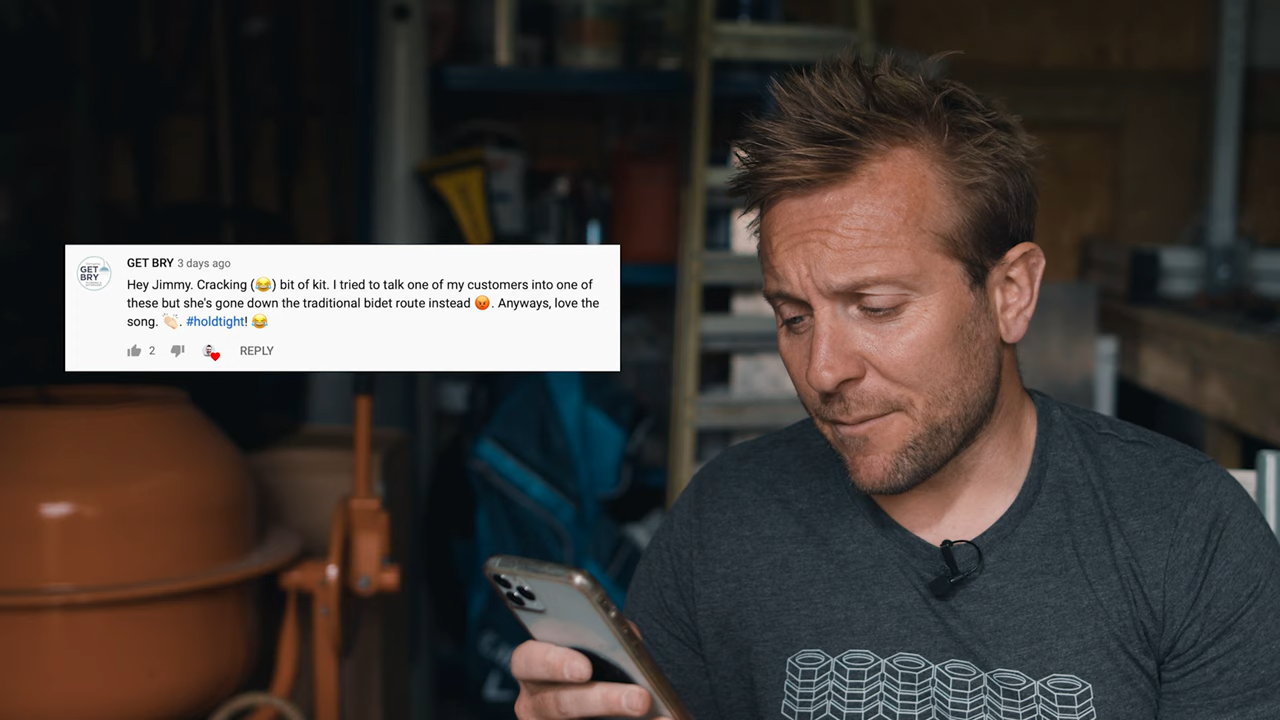 GET BRY 3 days ago
GET
BRY
Hey Jimmy. Cracking (😂) bit of kit. I tried to talk one of my customers into one of
these but she's gone down the traditional bidet route instead 😡. Anyways, love the
song. 👏🏻. #holdtight! 😂
2
REPLY